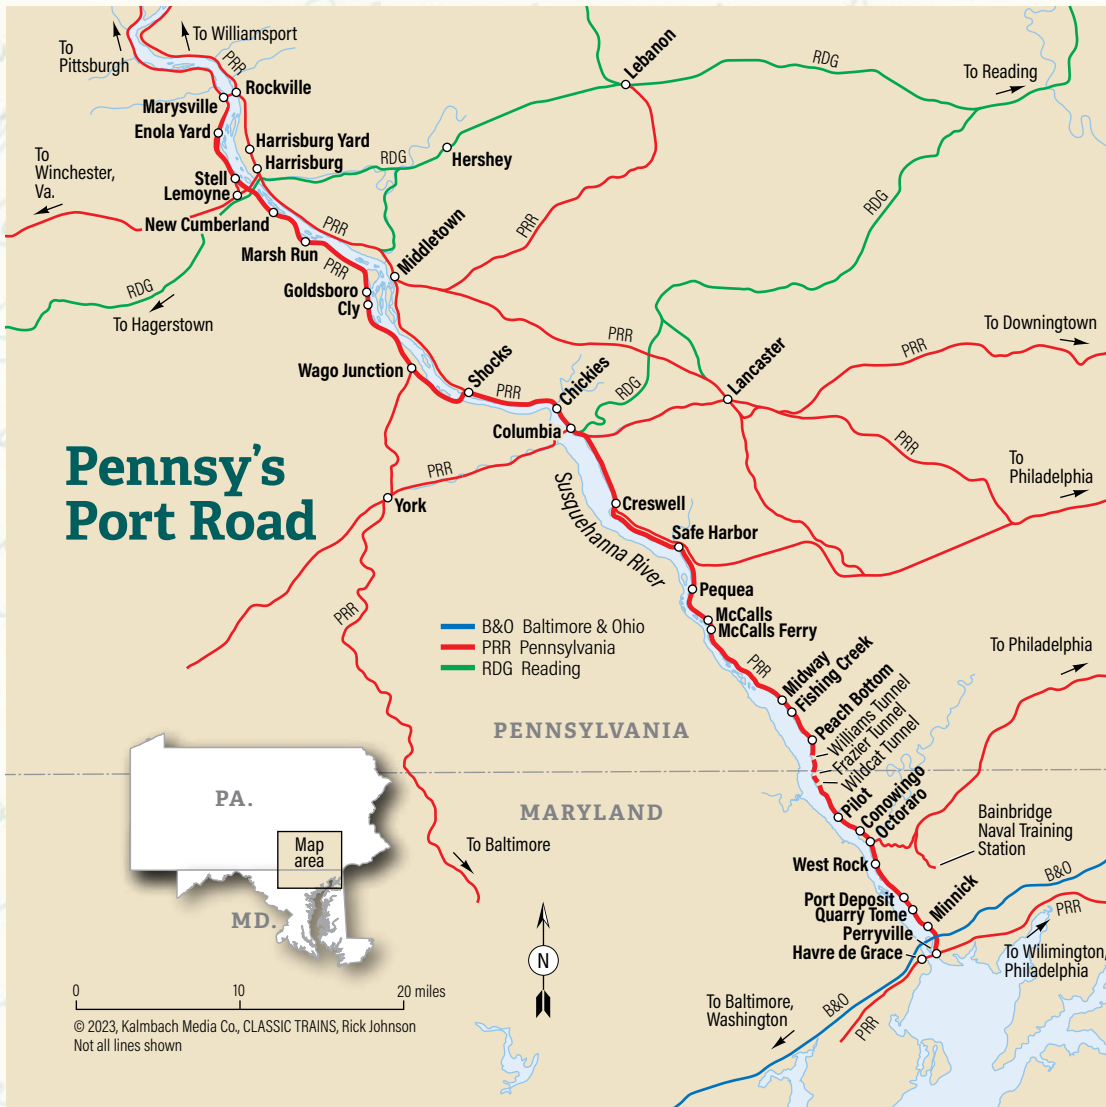 To Williamsport
To
Pittsburgh
PRR
Rockville
Marysville
Enola Yard
Harrisburg Yard
Harrisburg
To
Winchester,
Va.
Stell
Lemoyne
New Cumberland
Marsh Run
PRR
PRR
RDG
Hershey
Lebanon
RDG
To Reading
RDG
PRR
Middletown
Goldsboro
Cly
RDG
To Hagerstown
Wago Junction
Shocks
PRR
Chickies
RDG
PRR
Lancaster
To Downingtown
PRR
PRR
To
Philadelphia
Columbia
Pennsy's
Port Road
PRR
York
Susquehanna River
Creswell
Safe Harbor
Pequea
McCalls
McCalls Ferry
PRR
B&O Baltimore & Ohio
PRR Pennsylvania
RDG Reading
PRR
Midway
Fishing Creek
Peach Bottom
Williams Tunnel
Frazier Tunnel
Wildcat Tunnel
To Philadelphia
PENNSYLVANIA
MARYLAND
Pilot
Conowingo
Octoraro
Bainbridge
Naval Training
Station
West Rock
Port Deposit
Quarry Tome
Minnick
Perryville
Havre de Grace
B&O
PRR
To Wilmington,
Philadelphia
To Baltimore
PA.
Map
area
MD.
N
To Baltimore,
Washington
B&O
PRR
0 10 20 miles
© 2023, Kalmbach Media Co., CLASSIC TRAINS, Rick Johnson
Not all lines shown